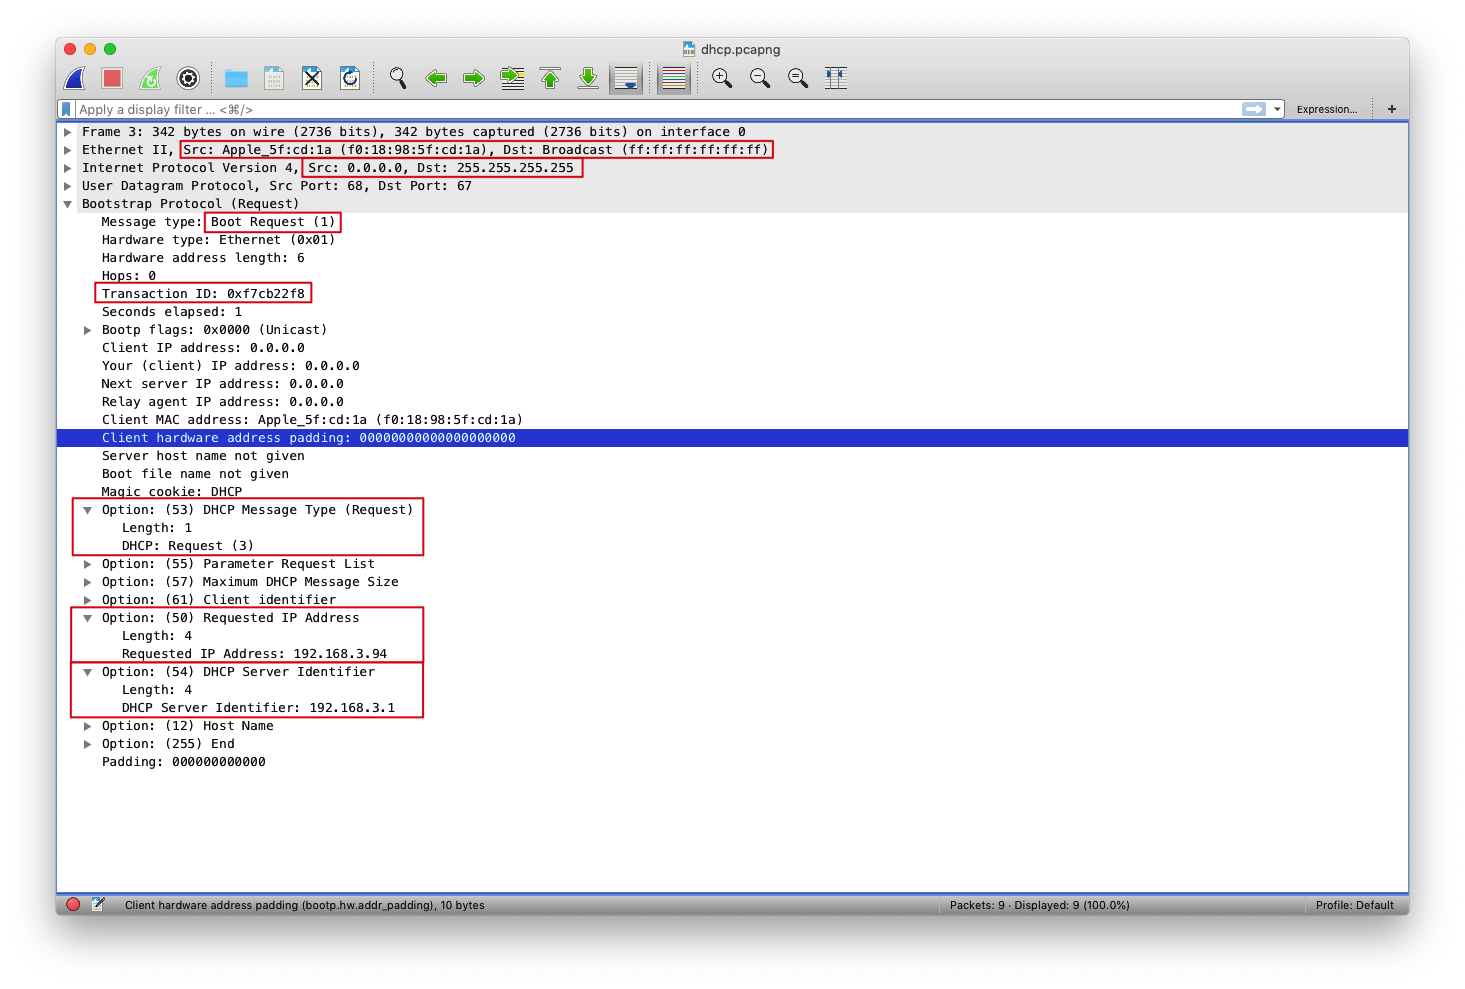 dhcp.pcapng
Apply a display filter ... <⌘/>
Expression...
+
Frame 3: 342 bytes on wire (2736 bits), 342 bytes captured (2736 bits) on interface 0
Ethernet II, Src: Apple_5f:cd:1a (f0:18:98:5f:cd:1a), Dst: Broadcast (ff:ff:ff:ff:ff:ff)
Internet Protocol Version 4, Src: 0.0.0.0, Dst: 255.255.255.255
User Datagram Protocol, Src Port: 68, Dst Port: 67
Bootstrap Protocol (Request)
Message type: Boot Request (1)
Hardware type: Ethernet (0x01)
Hardware address length: 6
Hops: 0
Transaction ID: 0xf7cb22f8
Seconds elapsed: 1
Bootp flags: 0x0000 (Unicast)
Client IP address: 0.0.0.0
Your (client) IP address: 0.0.0.0
Next server IP address: 0.0.0.0
Relay agent IP address: 0.0.0.0
Client MAC address: Apple_5f:cd:1a (f0:18:98:5f:cd:1a)
Client hardware address padding: 00000000000000000000
Server host name not given
Boot file name not given
Magic cookie: DHCP
Option: (53) DHCP Message Type (Request)
Length: 1
DHCP: Request (3)
Option: (55) Parameter Request List
Option: (57) Maximum DHCP Message Size
Option: (61) Client identifier
Option: (50) Requested IP Address
Length: 4
Requested IP Address: 192.168.3.94
Option: (54) DHCP Server Identifier
Length: 4
DHCP Server Identifier: 192.168.3.1
Option: (12) Host Name
Option: (255) End
Padding: 000000000000
Client hardware address padding (bootp.hw.addr_padding), 10 bytes
Packets: 9 · Displayed: 9 (100.0%)
Profile: Default